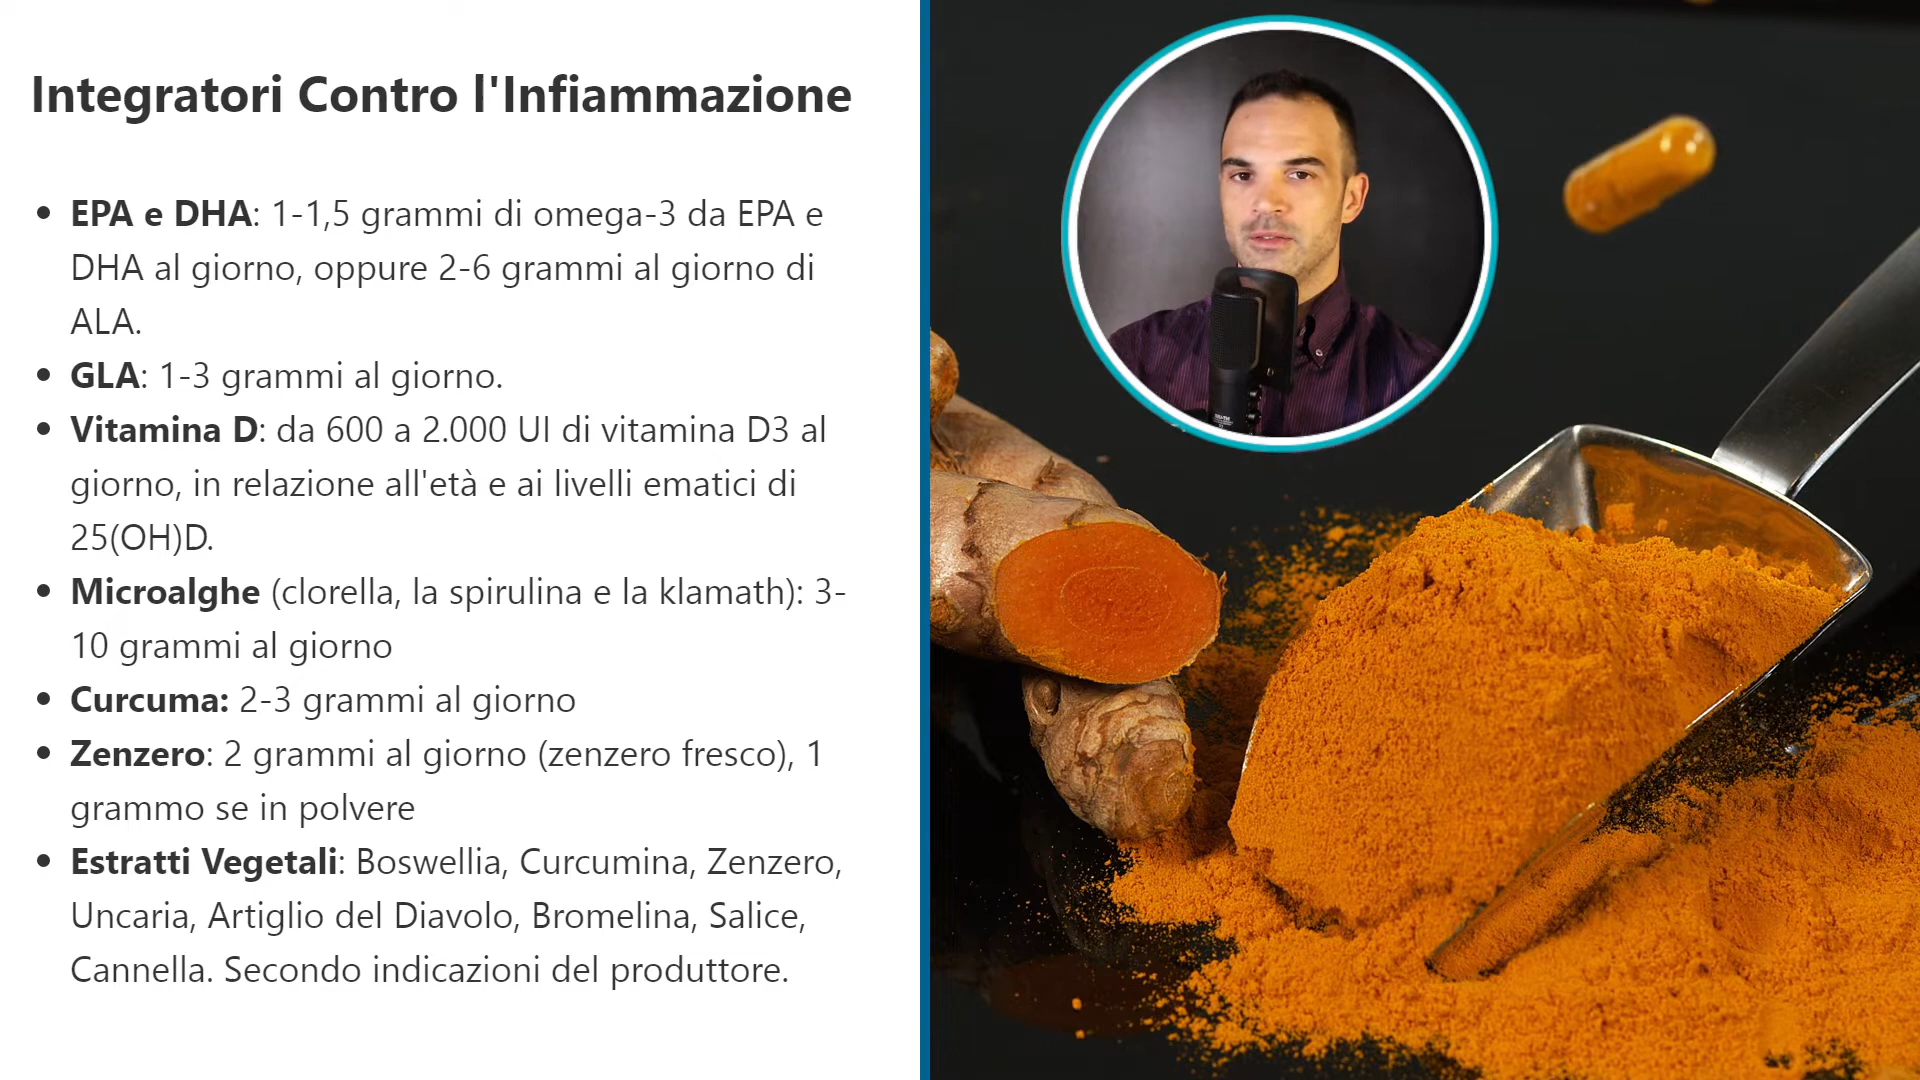 Integratori Contro l'Infiammazione
• EPA e DHA: 1-1,5 grammi di omega-3 da EPA e
DHA al giorno, oppure 2-6 grammi al giorno di
ALA.
• GLA: 1-3 grammi al giorno.
• Vitamina D: da 600 a 2.000 UI di vitamina D3 al
giorno, in relazione all'età e ai livelli ematici di
25(OH)D.
• Microalghe (clorella, la spirulina e la klamath): 3-
10 grammi al giorno
• Curcuma: 2-3 grammi al giorno
• Zenzero: 2 grammi al giorno (zenzero fresco), 1
grammo se in polvere
• Estratti Vegetali: Boswellia, Curcumina, Zenzero,
Uncaria, Artiglio del Diavolo, Bromelina, Salice,
Cannella. Secondo indicazioni del produttore.